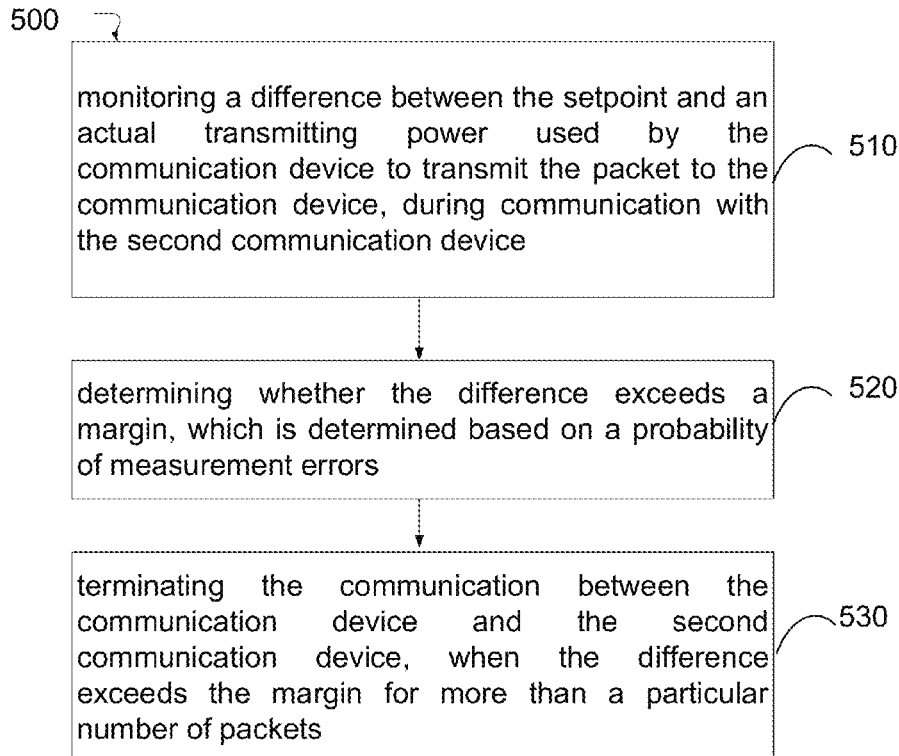 500
monitoring a difference between the setpoint and an
actual transmitting power used by the
communication device to transmit the packet to the
communication device, during communication with
the second communication device
510
determining whether the difference exceeds a
margin, which is determined based on a probability
of measurement errors
520
terminating the communication between the
communication device and the second
communication device, when the difference
exceeds the margin for more than a particular
number of packets
530